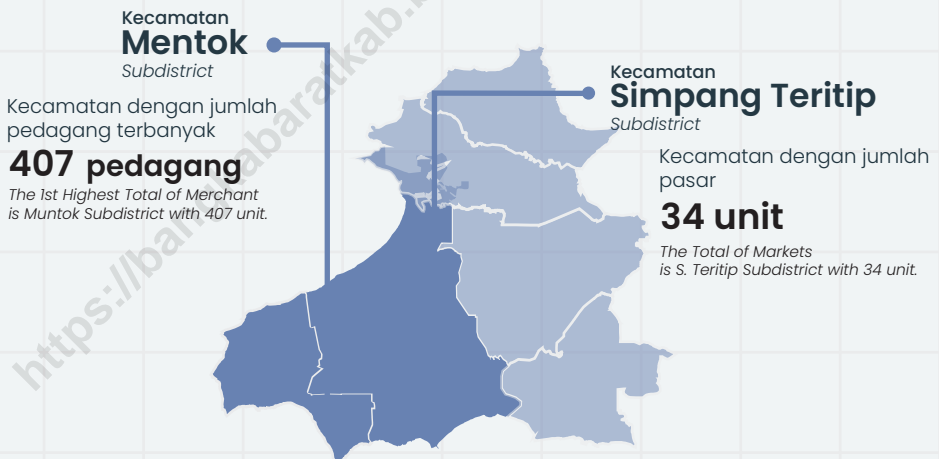 Kecamatan
Mentok
Subdistrict
Kecamatan dengan jumlah
pedagang terbanyak
407 pedagang
The 1st Highest Total of Merchant
is Muntok Subdistrict with 407 unit.
Kecamatan
Simpang Teritip
Subdistrict
Kecamatan dengan jumlah
pasar
34 unit
The Total of Markets
is S. Teritip Subdistrict with 34 unit.
https://bangkabaratkab.